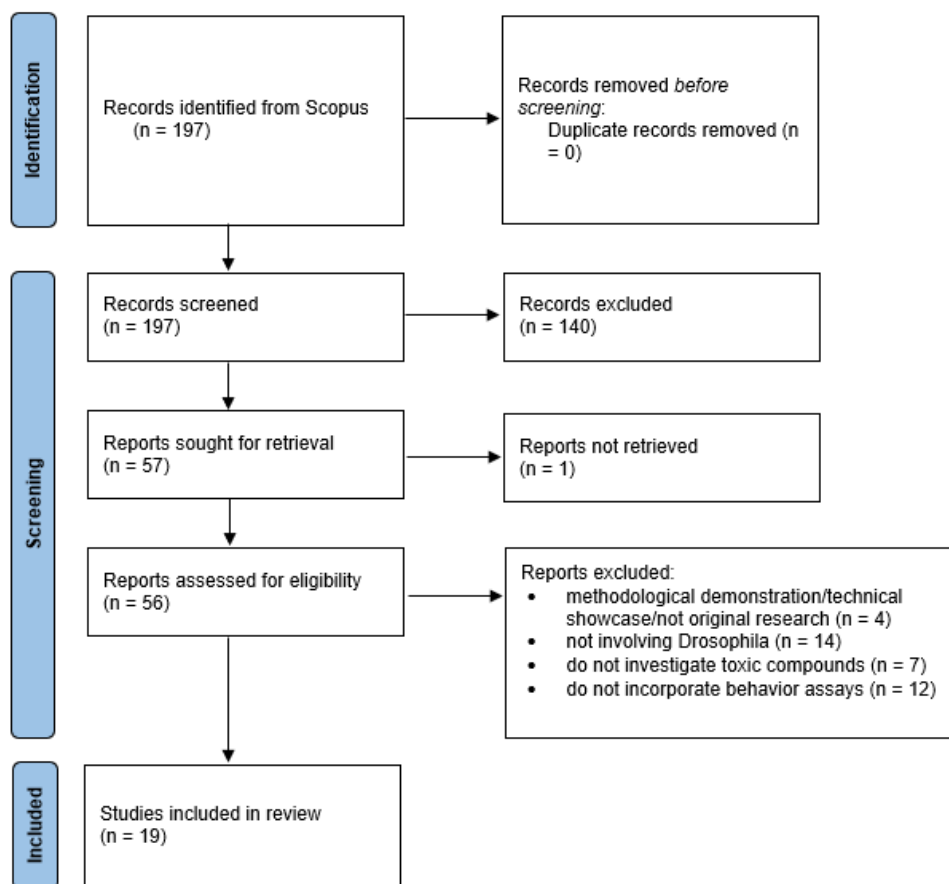 Identification
Records identified from Scopus
(n = 197)
Records removed before
screening:
Duplicate records removed (n
= 0)
Screening
Records screened
(n = 197)
Records excluded
(n = 140)
Reports sought for retrieval
(n = 57)
Reports not retrieved
(n = 1)
Reports assessed for eligibility
(n = 56)
Reports excluded:
• methodological demonstration/technical
showcase/not original research (n = 4)
• not involving Drosophila (n = 14)
• do not investigate toxic compounds (n = 7)
• do not incorporate behavior assays (n = 12)
Included
Studies included in review
(n = 19)